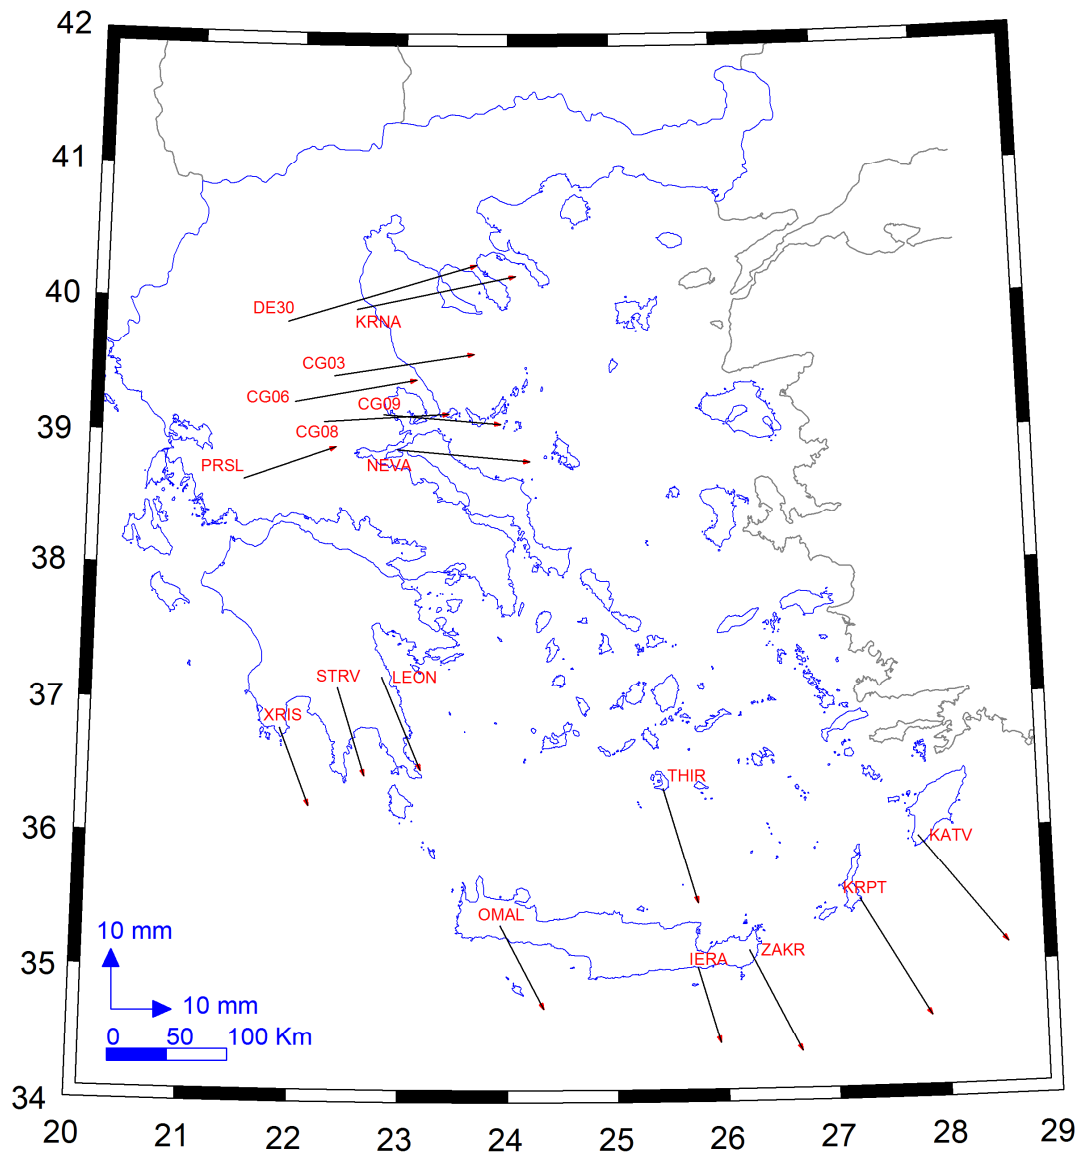 42
41
40
DE30
KRNA
CG03
CG06
CG09
39
CG08
PRSL
NEVA
38
37
STRV
LEON
XRIS
THIR
36
KATV
KRPT
OMAL
10 mm
ZAKR
35
IERA
10 mm
0 50 100 Km
34
20 21 22 23 24 25 26 27 28 29